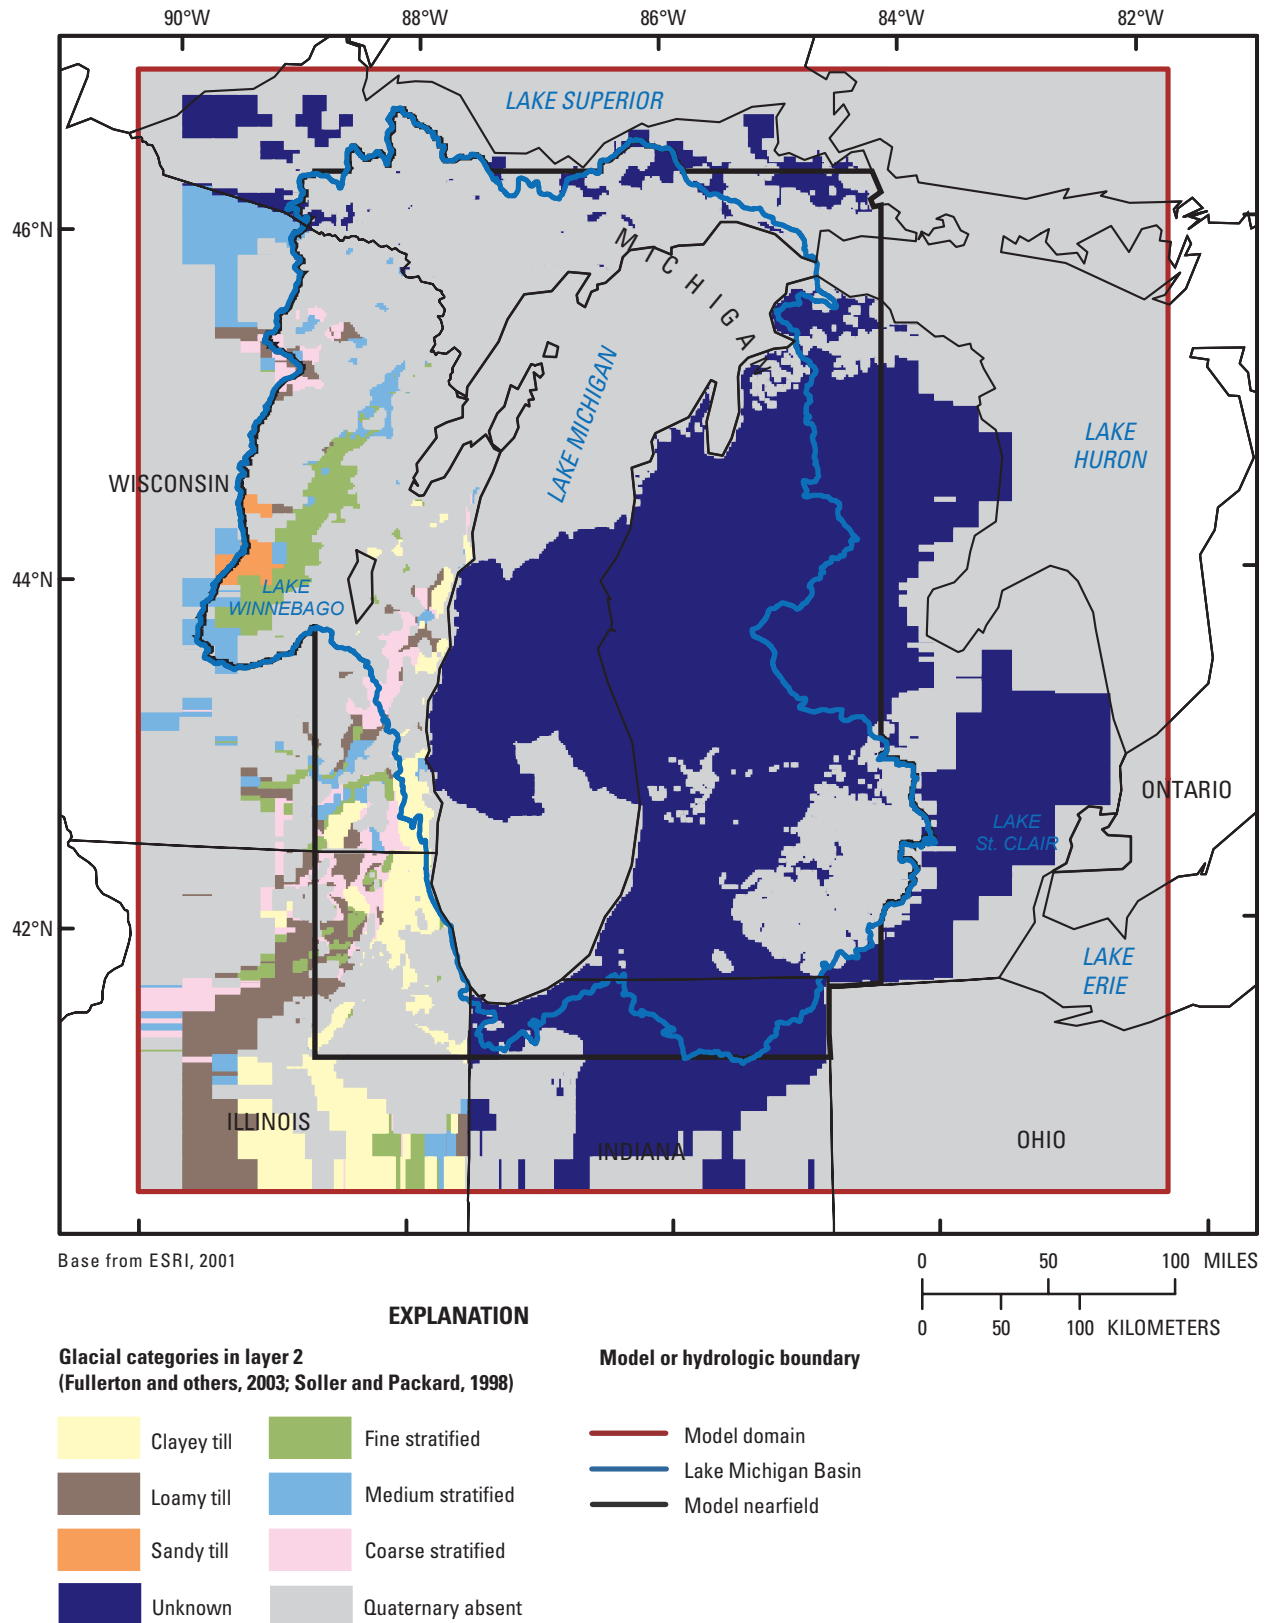 90°W 88°W 86°W 84°W 82°W
LAKE SUPERIOR
46°N
MICHIGAN
LAKE MICHIGAN
LAKE
HURON
WISCONSIN
44°N
LAKE
WINNEBAGO
ONTARIO
LAKE
St. CLAIR
42°N
LAKE
ERIE
ILLINOIS
INDIANA
OHIO
Base from ESRI, 2001
0 50 100 MILES
0 50 100 KILOMETERS
EXPLANATION
Glacial categories in layer 2
(Fullerton and others, 2003; Soller and Packard, 1998)
Clayey till
Loamy till
Sandy till
Unknown
Fine stratified
Medium stratified
Coarse stratified
Quaternary absent
Model or hydrologic boundary
Model domain
Lake Michigan Basin
Model nearfield